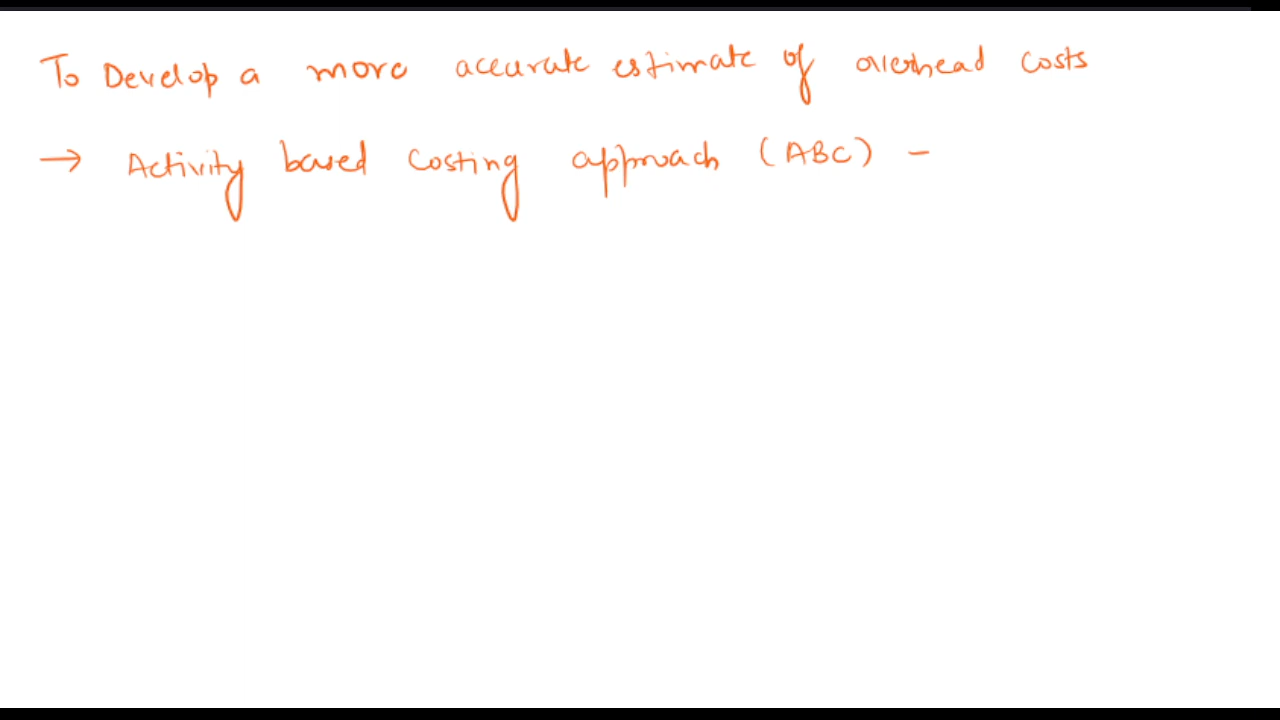 To Develop a more accurate estimate of overhead costs
→ Activity based costing approach (ABC) -